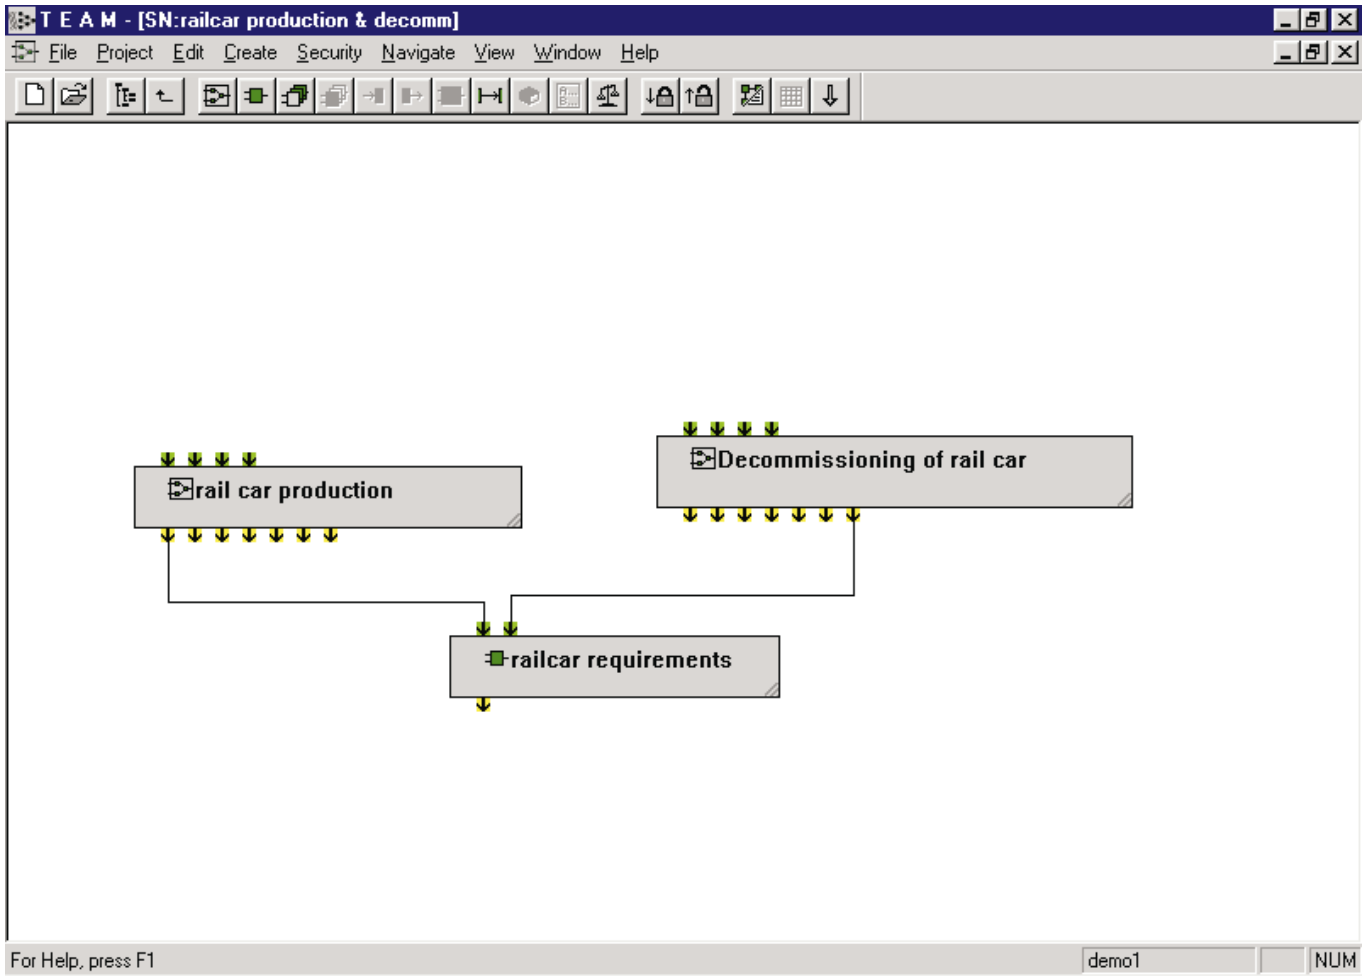 T E A M - [SN:railcar production & decomm]
File Project Edit Create Security Navigate View Window Help
Decommissioning of rail car
rail car production
railcar requirements
For Help, press F1 demo1 NUM